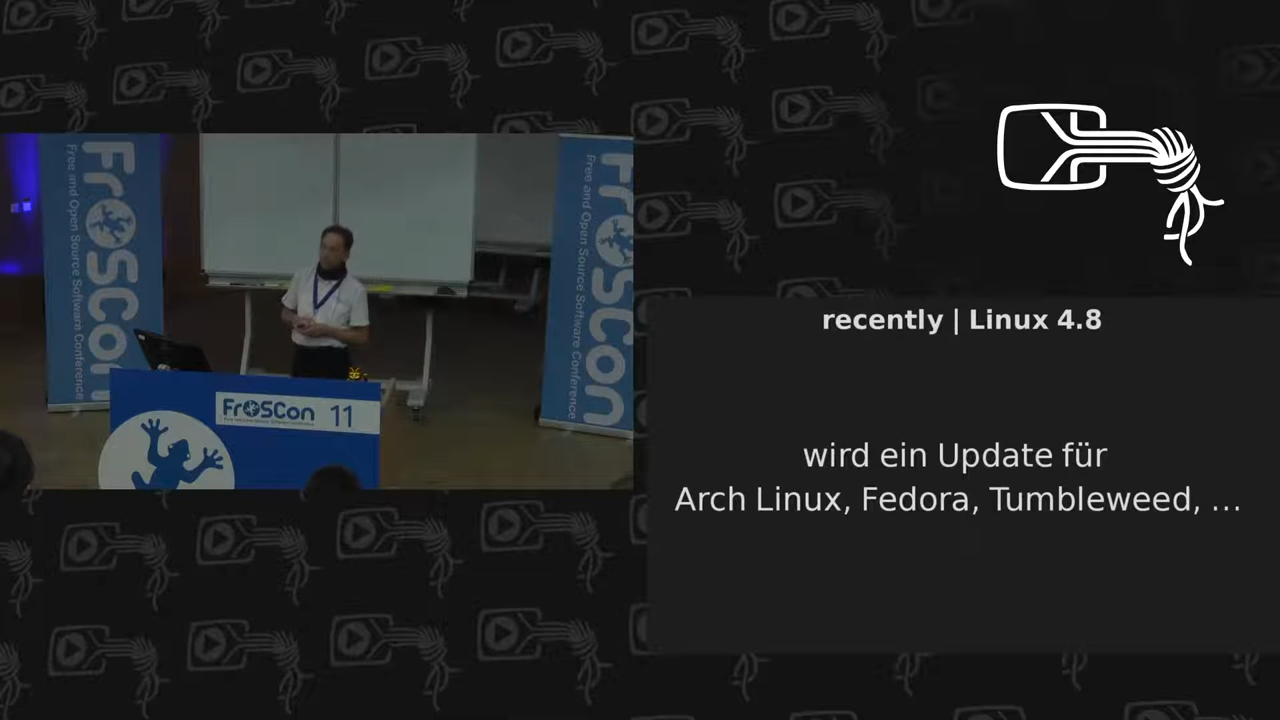 FrOSCon
Free and Open Source Software Conference
FrOSCon
Free and Open Source Software Conference
FrOSCon 11
recently | Linux 4.8
wird ein Update für
Arch Linux, Fedora, Tumbleweed, …